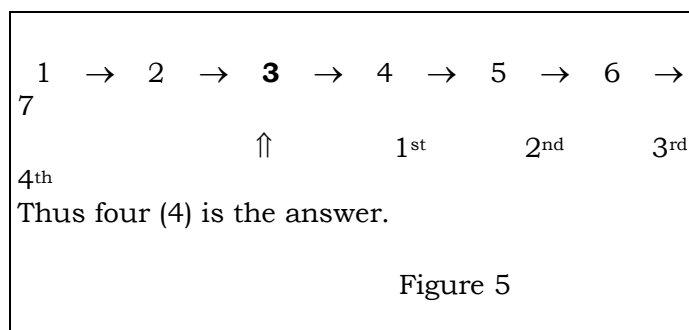 1 → 2 → 3 → 4 → 5 → 6 →
7
⇑ 1st 2nd 3rd
4th
Thus four (4) is the answer.
Figure 5